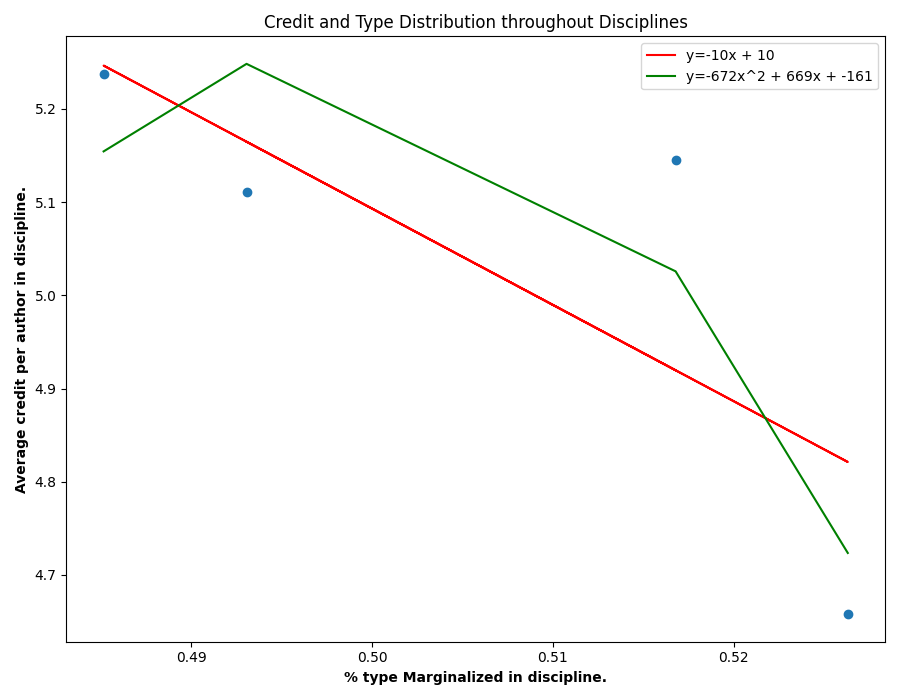 Credit and Type Distribution throughout Disciplines
y=-10x + 10
y=-672x^2 + 669x + -161
5.2
5.1
5.0
4.9
4.8
4.7
Average credit per author in discipline.
0.49 0.50 0.51 0.52
% type Marginalized in discipline.